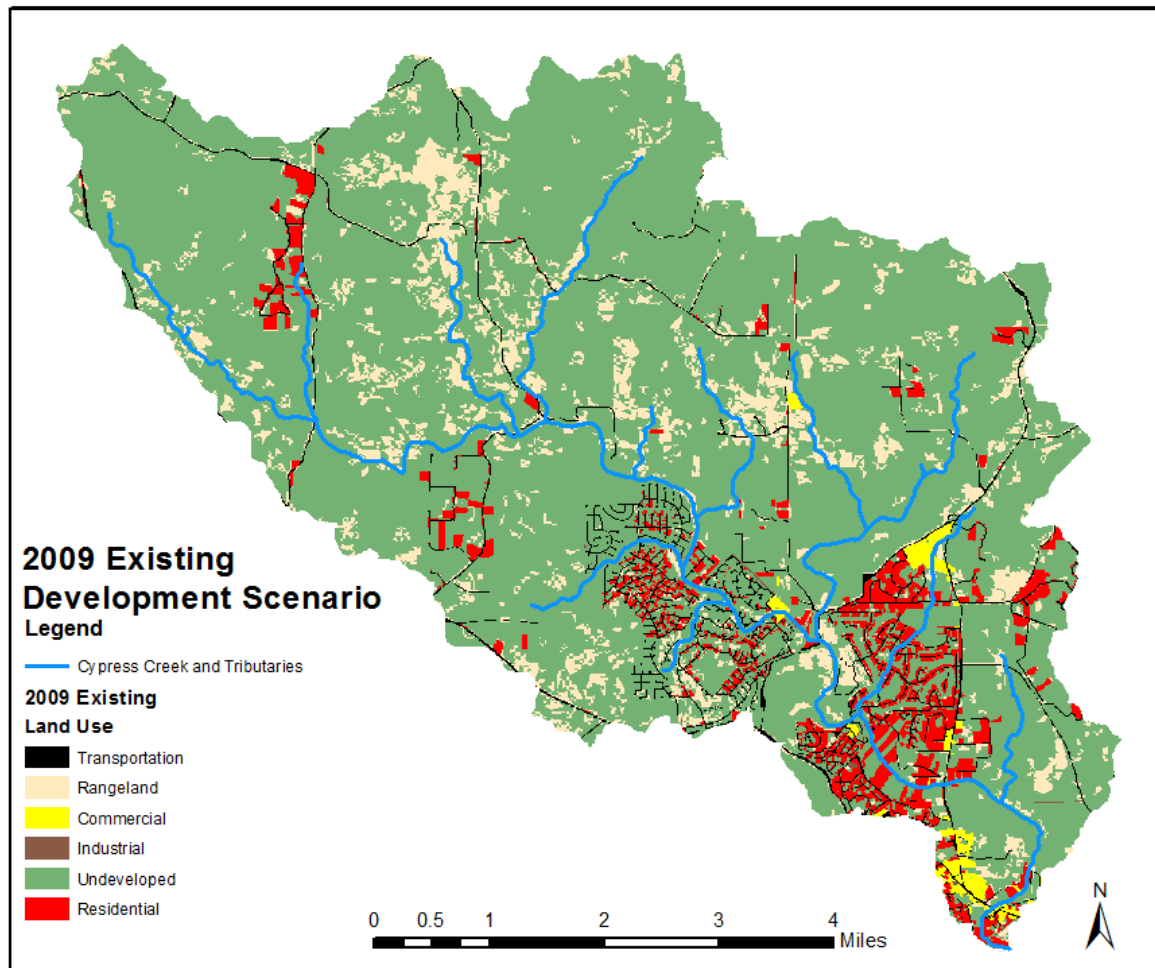 2009 Existing
Development Scenario
Legend
Cypress Creek and Tributaries
2009 Existing
Land Use
Transportation
Rangeland
Commercial
Industrial
Undeveloped
Residential
0 0.5 1 2 3 4
Miles
N